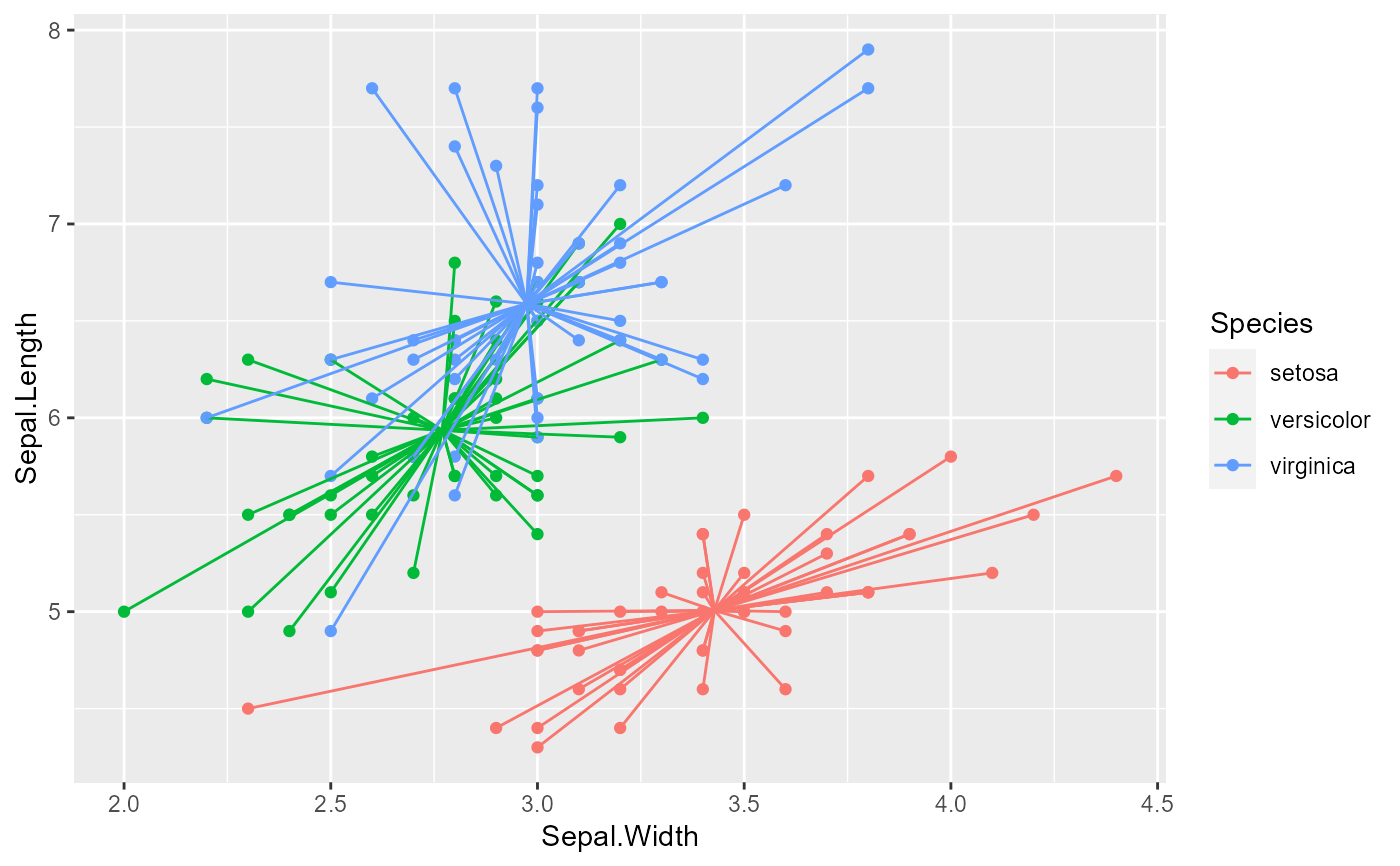 8
7
6
5
Sepal.Length
2.0 2.5 3.0 3.5 4.0 4.5
Sepal.Width
Species
setosa
versicolor
virginica